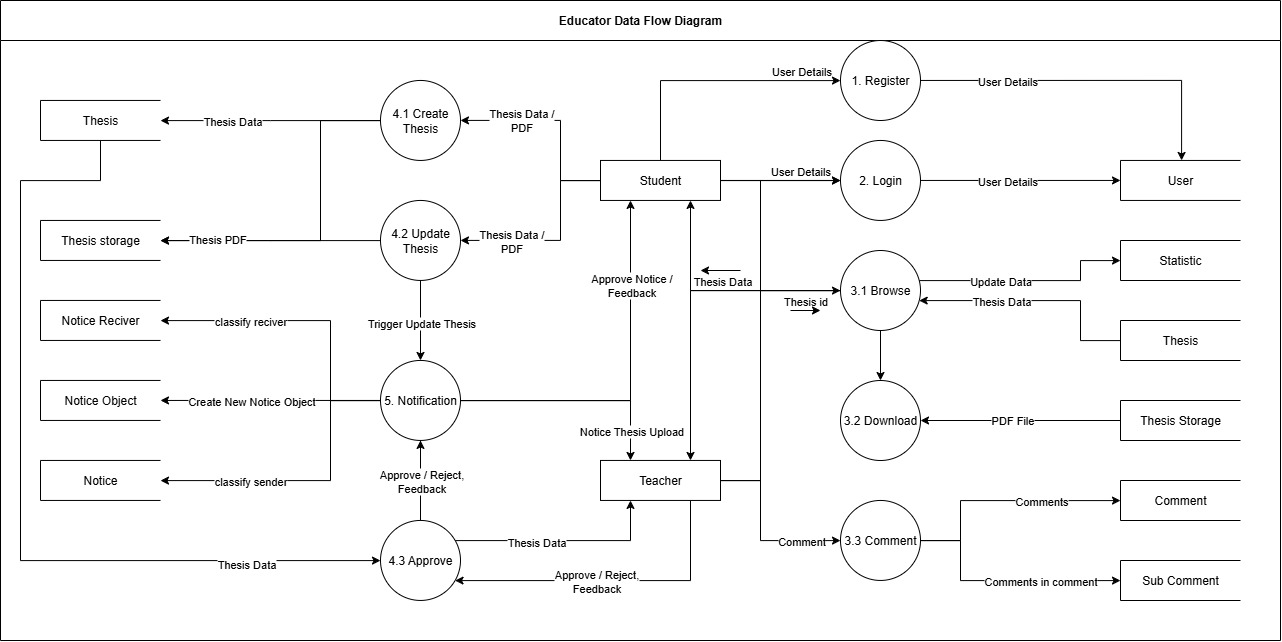 Educator Data Flow Diagram
User Details
1. Register
User Details
Thesis
Thesis Data
4.1 Create
Thesis
Thesis Data /
PDF
Student
User Details
2. Login
User Details
User
Thesis storage
Thesis PDF
4.2 Update
Thesis
Thesis Data /
PDF
Approve Notice /
Feedback
Thesis Data
Thesis id
3.1 Browse
Update Data
Statistic
Thesis Data
Thesis
Notice Reciver
classify reciver
Trigger Update Thesis
Notice Object
Create New Notice Object
5. Notification
Notice Thesis Upload
3.2 Download
PDF File
Thesis Storage
Notice
classify sender
Approve / Reject,
Feedback
Teacher
Comments
Comment
Thesis Data
4.3 Approve
Thesis Data
Approve / Reject,
Feedback
Comment
3.3 Comment
Comments in comment
Sub Comment